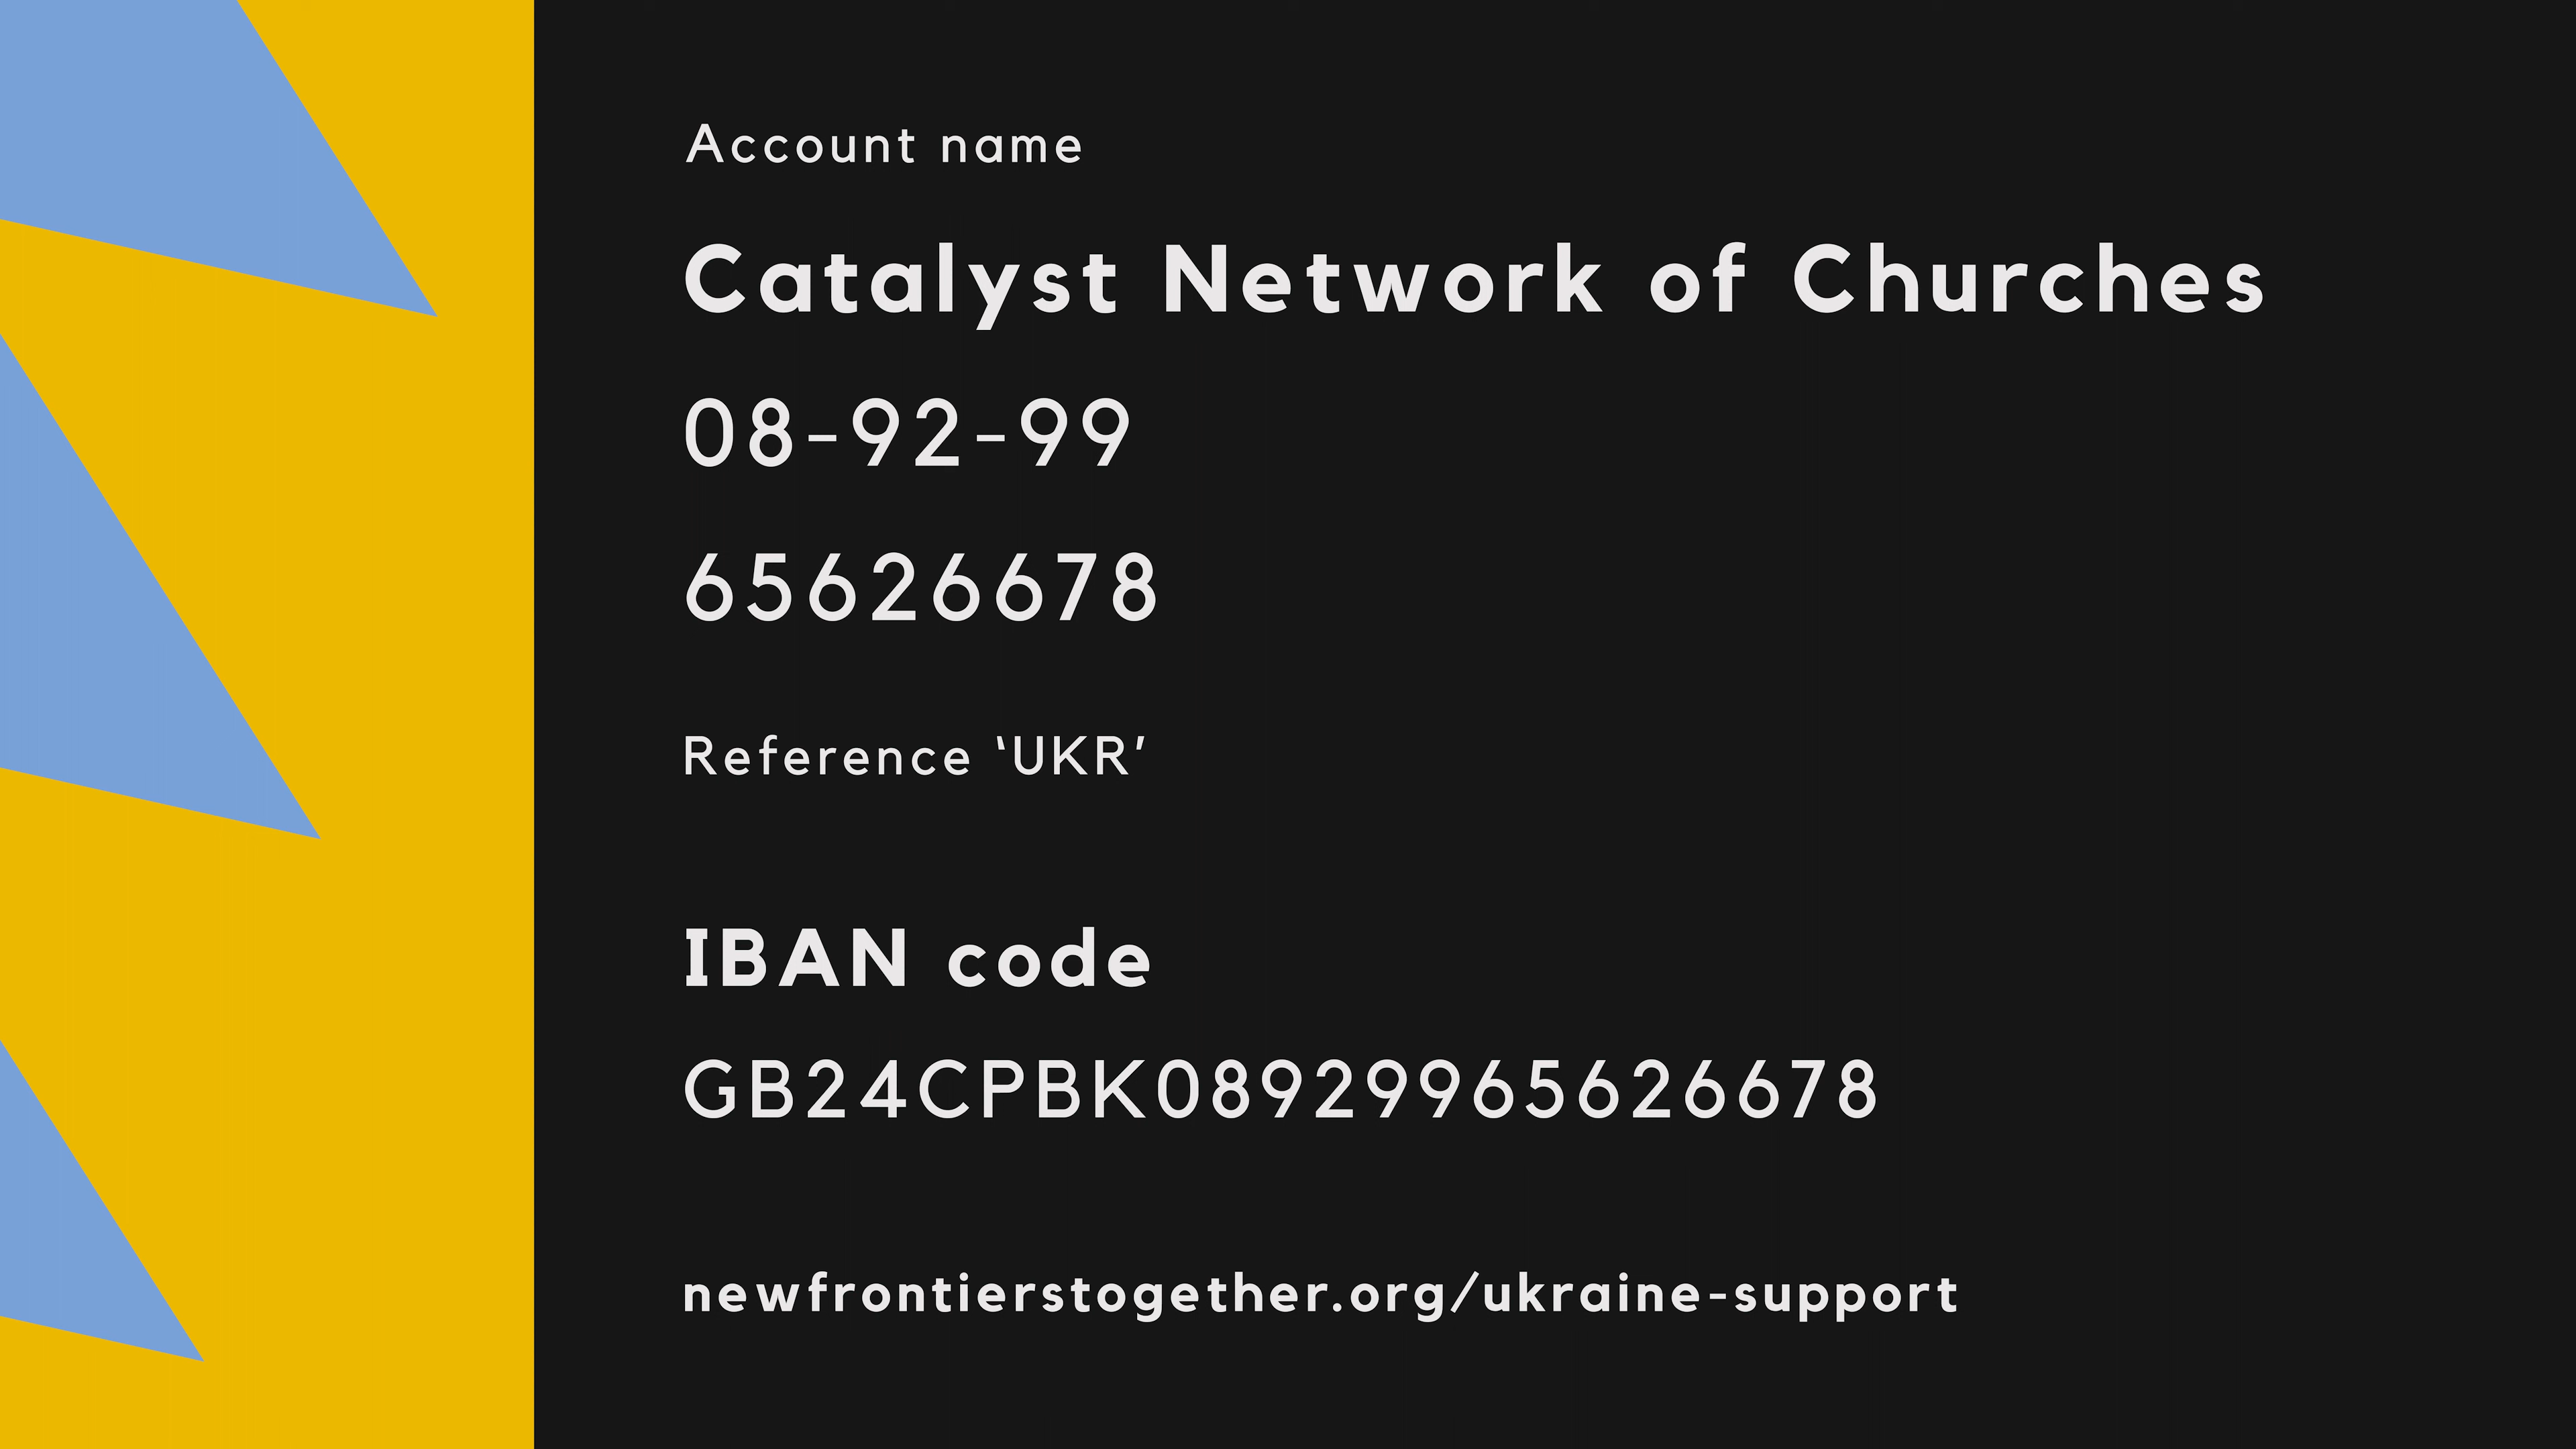 Account name
Catalyst Network of Churches
08-92-99
65626678
Reference ‘UKR’
IBAN code
GB24CPBK08929965626678
newfrontierstogether.org/ukraine-support